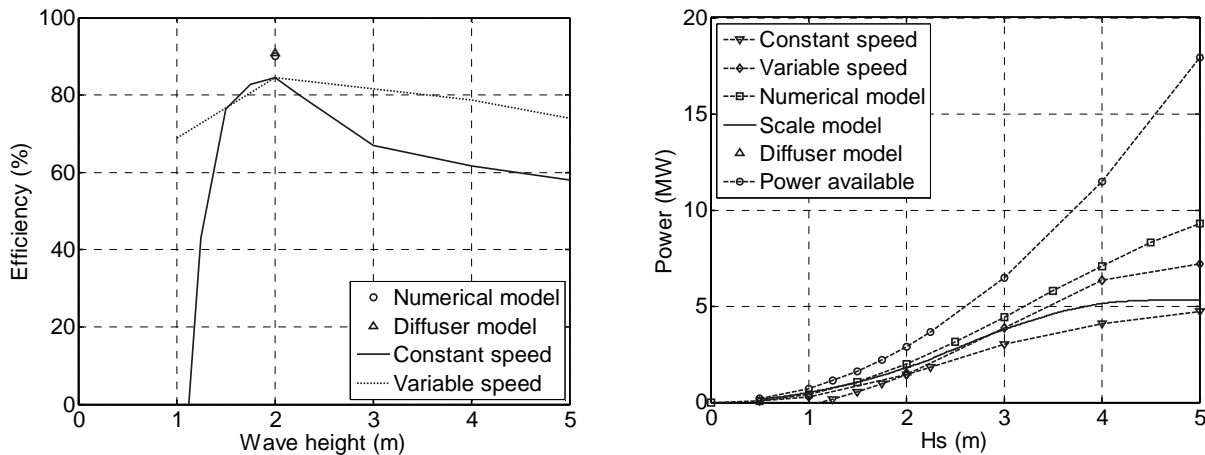 100
80
60
40
20
0
Efficiency (%)
0 1 2 3 4 5
Wave height (m)
Numerical model
Diffuser model
Constant speed
Variable speed
20
15
10
5
0
Power (MW)
0 1 2 3 4 5
Hs (m)
Constant speed
Variable speed
Numerical model
Scale model
Diffuser model
Power available